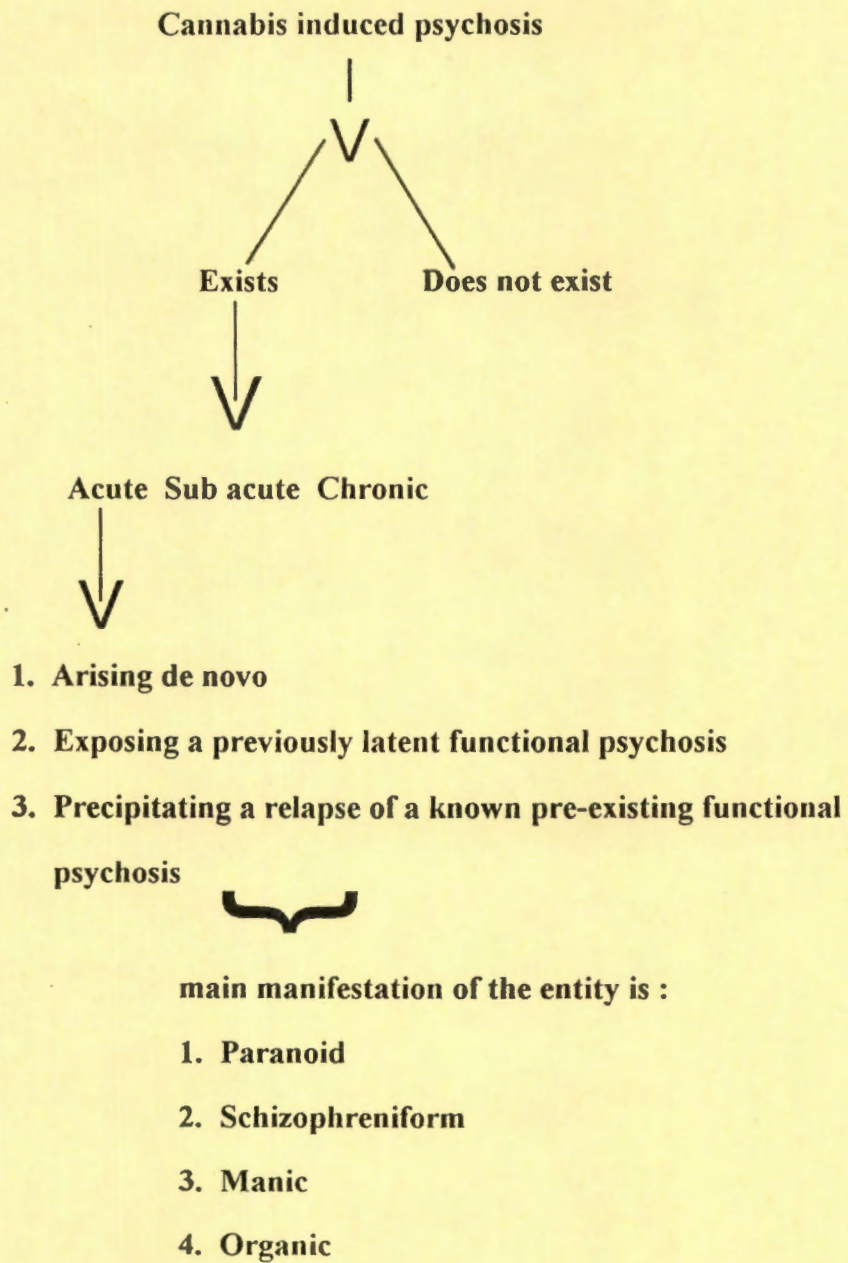 Cannabis induced psychosis
Exists Does not exist
Acute Sub acute Chronic
1. Arising de novo
2. Exposing a previously latent functional psychosis
3. Precipitating a relapse of a known pre-existing functional
psychosis
main manifestation of the entity is :
1. Paranoid
2. Schizophreniform
3. Manic
4. Organic